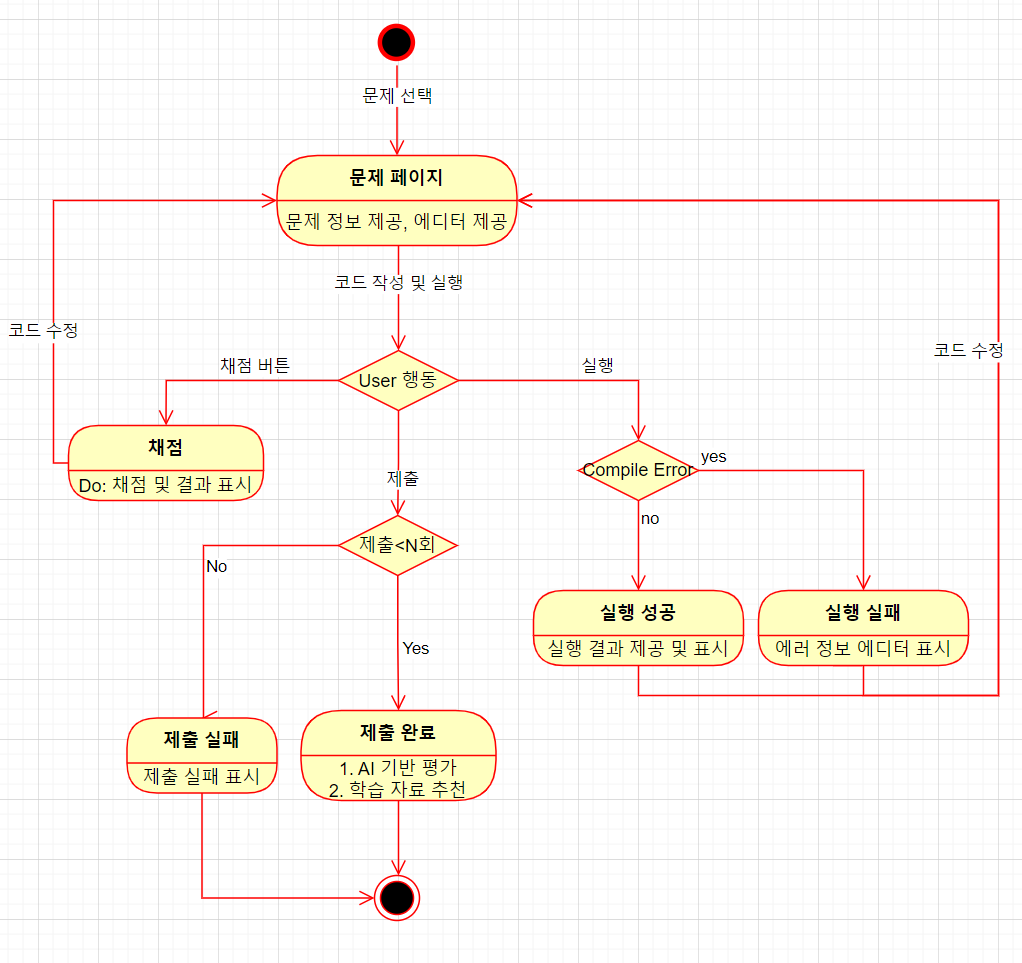 문제 선택
문제 페이지
문제 정보 제공, 에디터 제공
코드 작성 및 실행
코드 수정
코드 수정
채점 버튼
User 행동
실행
채점
Do: 채점 및 결과 표시
제출
Compile Error
yes
no
제출<N회
No
Yes
실행 성공
실행 결과 제공 및 표시
실행 실패
에러 정보 에디터 표시
제출 실패
제출 실패 표시
제출 완료
1. AI 기반 평가
2. 학습 자료 추천